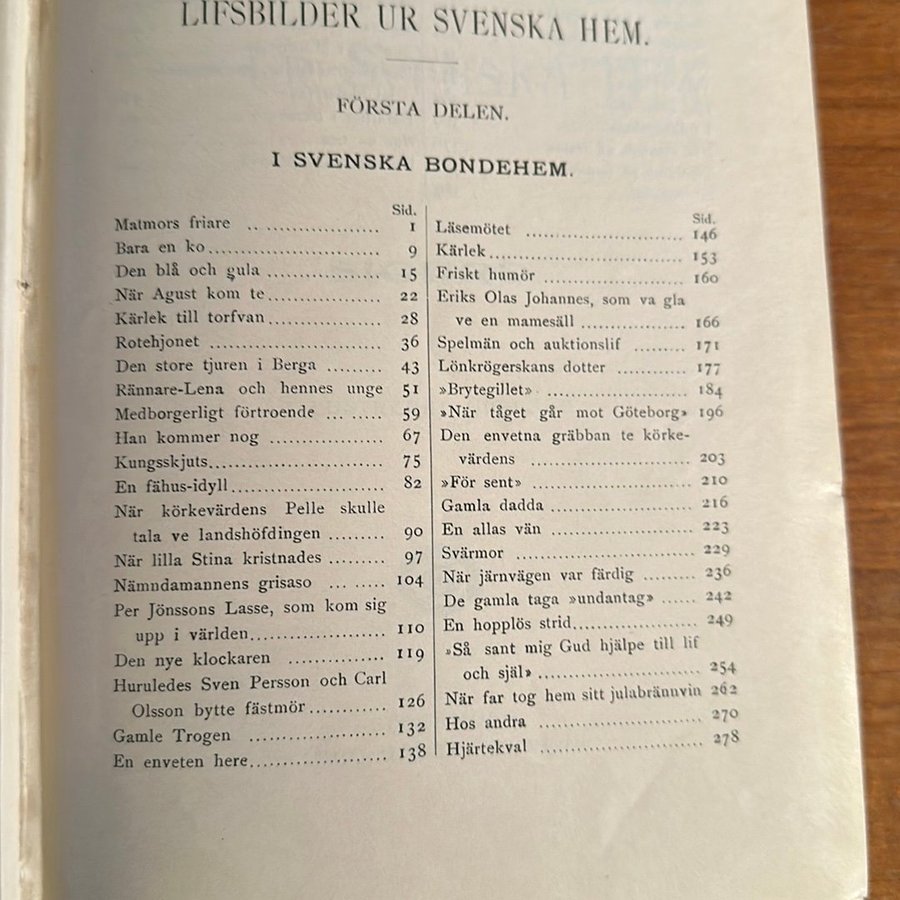 LIFSBILDER UR SVENSKA HEM.
FÖRSTA DELEN.
I SVENSKA BONDEHEM.
Sid.
Matmors friare .. .................. 1
Bara en ko........................... 9
Den blå och gula ................. 15
När Agust kom te................. 22
Kärlek till torfvan................. 28
Rotehjonet .......................... 36
Den store tjuren i Berga ........ 43
Rännare-Lena och hennes unge 51
Medborgerligt förtroende ... ..... 59
Han kommer nog ................. 67
Kungsskjuts.......................... 75
En fähus-idyll....................... 82
När körkevärdens Pelle skulle
tala ve landshöfdingen ......... 90
När lilla Stina kristnades ......... 97
Nämndamannens grisaso ... ..... 104
Per Jönssons Lasse, som kom sig
upp i världen..................... 110
Den nye klockaren ............... 119
Huruledes Sven Persson och Carl
Olsson bytte fästmör........... 126
Gamle Trogen ..................... 132
En enveten here..................... 138
Sid.
Läsemötet ........................ 146
Kärlek.............................. 153
Friskt humör ...................... 160
Eriks Olas Johannes, som va gla
ve en mamesäll ................ 166
Spelmän och auktionslif ......... 171
Lönkrögerskans dotter ........... 177
»Brytegillet» ...................... 184
»När tåget går mot Göteborg» 196
Den envetna gräbban te körke-
värdens ......................... 203
»För sent» ......................... 210
Gamla dadda ...................... 216
En allas vän ....................... 223
Svärmor ............................ 229
När järnvägen var färdig ......... 236
De gamla taga »undantag» ...... 242
En hopplös strid................... 249
»Så sant mig Gud hjälpe till lif
och själ» ......................... 254
När far tog hem sitt julabrännvin 262
Hos andra ......................... 270
Hjärtekval ......................... 278